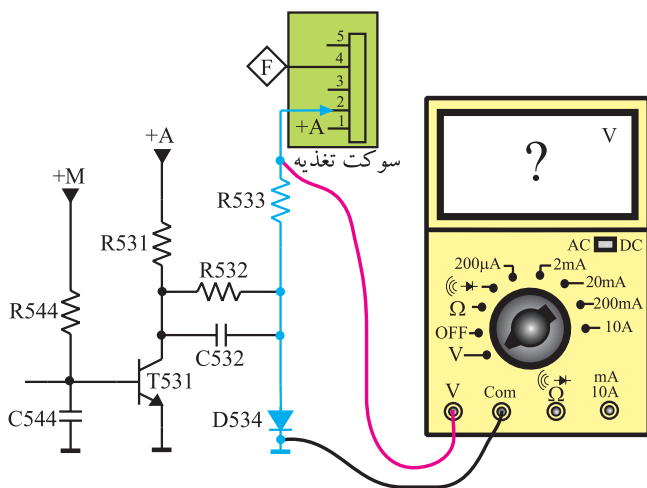 5
4
3
2
1
F
+A
سوکت تغذیه
+A
+M
R533
R531
R532
R544
C532
T531
C544
D534
?
V
AC DC
200μA
2mA
20mA
200mA
10A
Ω
OFF
V
V
Com
Ω
mA
10A